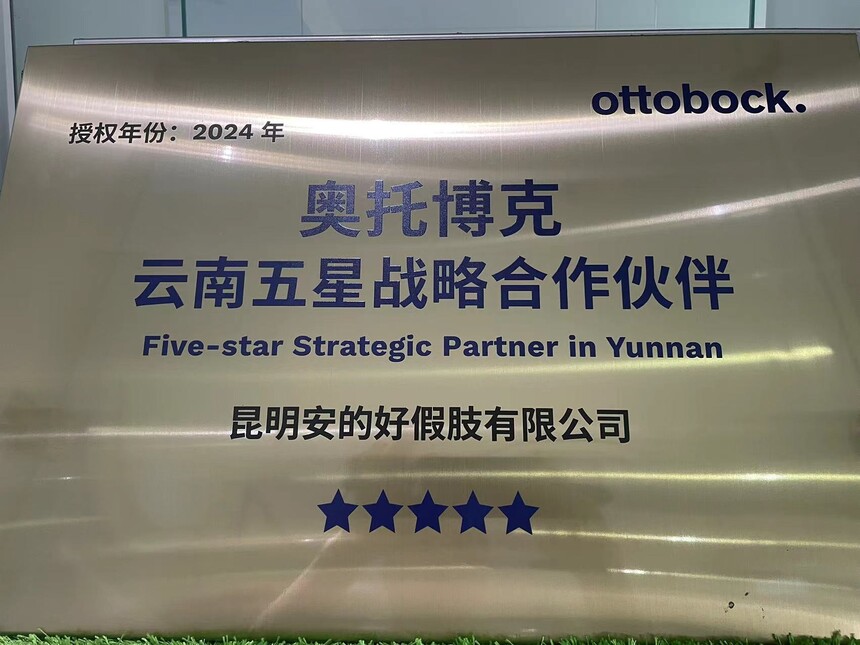 ottobock.
授权年份：2024 年
奥托博克
云南五星战略合作伙伴
Five-star Strategic Partner in Yunnan
昆明安的好假肢有限公司